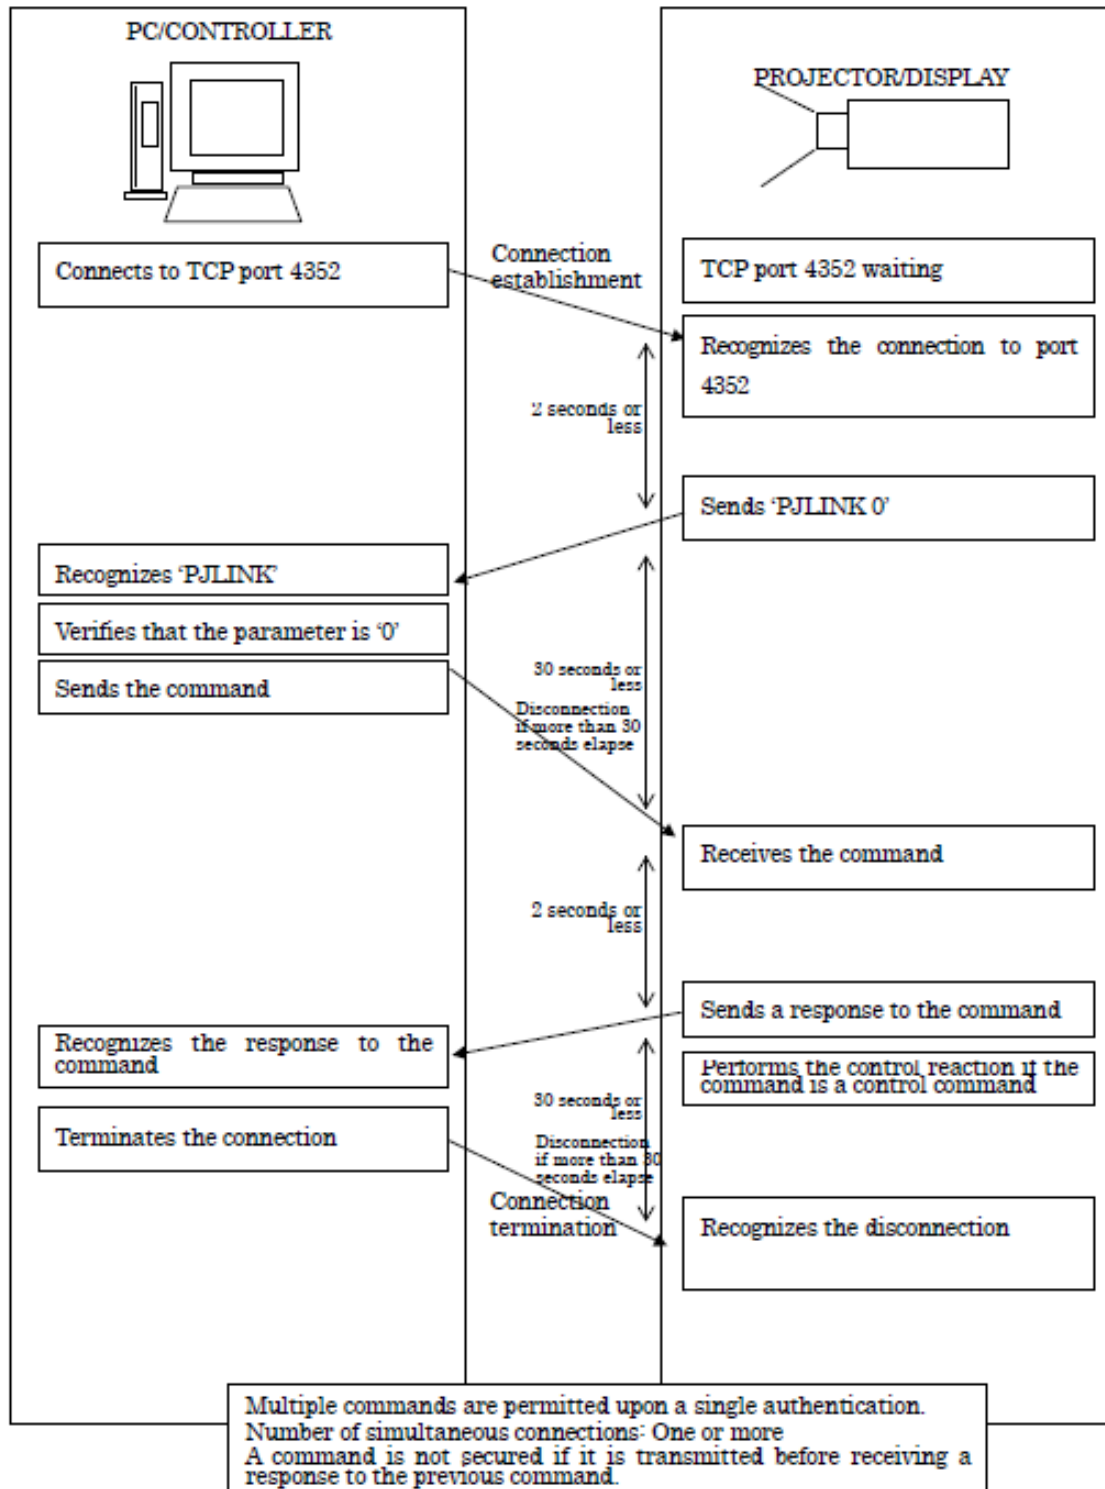 PC/CONTROLLER
PROJECTOR/DISPLAY
Connects to TCP port 4352
Connection
establishment
TCP port 4352 waiting
Recognizes the connection to port
4352
2 seconds or
less
Sends ‘PJLINK 0’
Recognizes ‘PJLINK’
Verifies that the parameter is ‘0’
Sends the command
30 seconds or
less
Disconnection
if more than 30
seconds elapse
Receives the command
2 seconds or
less
Sends a response to the command
Recognizes the response to the
command
Performs the control reaction if the
command is a control command
30 seconds or
less
Terminates the connection
Disconnection
if more than 30
seconds elapse
Connection
termination
Recognizes the disconnection
Multiple commands are permitted upon a single authentication.
Number of simultaneous connections: One or more
A command is not secured if it is transmitted before receiving a
response to the previous command.